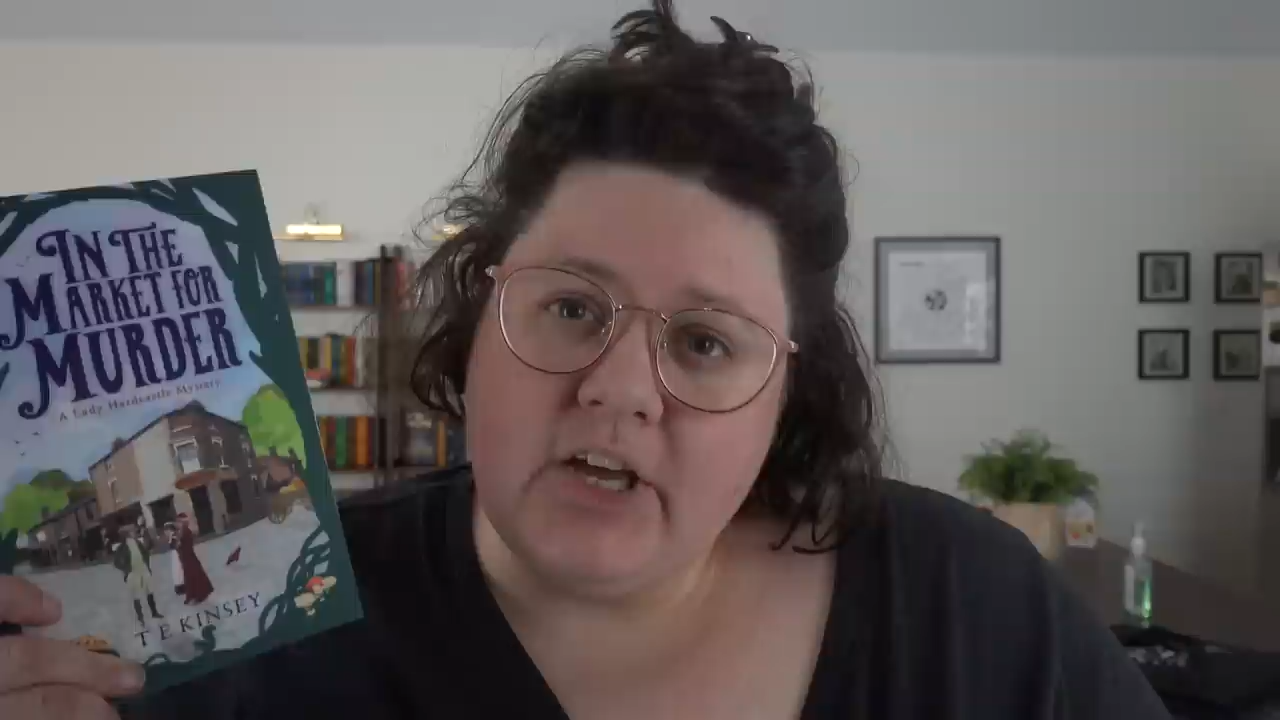 IN THE
MARKET FOR
MURDER
A Lady Hardcastle Mystery
T E KINSEY